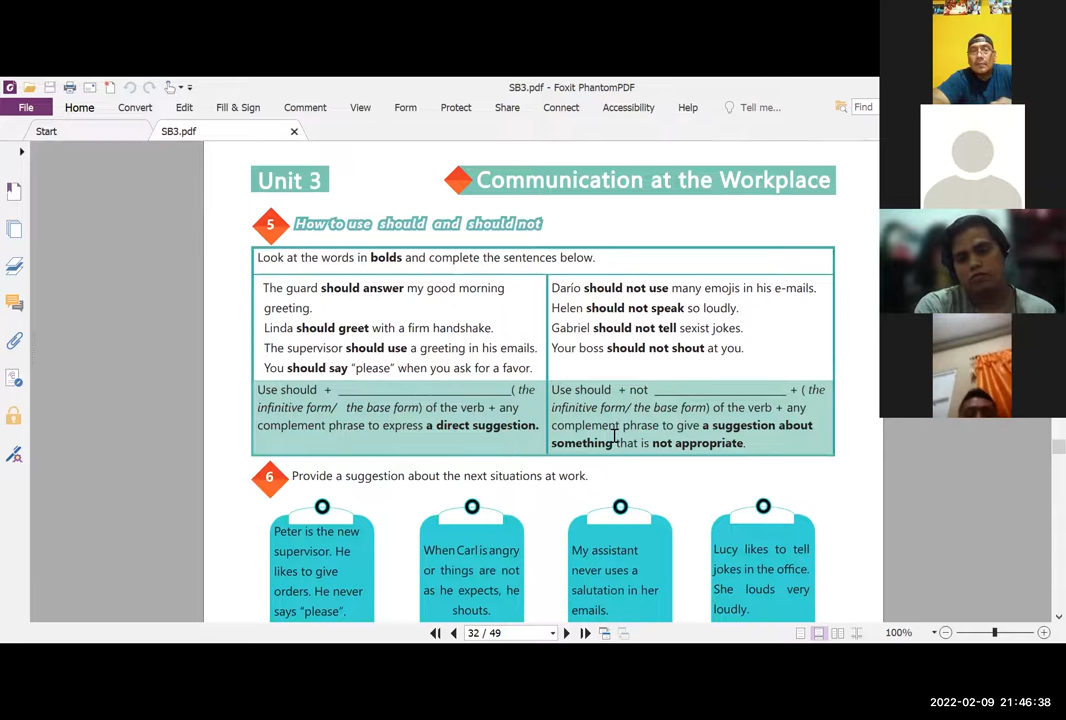 SB3.pdf - Foxit PhantomPDF
File Home Convert Edit Fill & Sign Comment View Form Protect Share Connect Accessibility Help Tell me... Find
Start SB3.pdf
Unit 3
Communication at the Workplace
5 How to use should and should not
Look at the words in bolds and complete the sentences below.
The guard should answer my good morning
greeting.
Linda should greet with a firm handshake.
The supervisor should use a greeting in his emails.
You should say “please” when you ask for a favor.
Use should + ______________________________( the
infinitive form/ the base form) of the verb + any
complement phrase to express a direct suggestion.
Darío should not use many emojis in his e-mails.
Helen should not speak so loudly.
Gabriel should not tell sexist jokes.
Your boss should not shout at you.
Use should + not ______________________ + ( the
infinitive form/ the base form) of the verb + any
complement phrase to give a suggestion about
something that is not appropriate.
6 Provide a suggestion about the next situations at work.
Peter is the new
supervisor. He
likes to give
orders. He never
says “please”.
When Carl is angry
or things are not
as he expects, he
shouts.
My assistant
never uses a
salutation in her
emails.
Lucy likes to tell
jokes in the office.
She louds very
loudly.
32 / 49
100%
2022-02-09 21:46:38